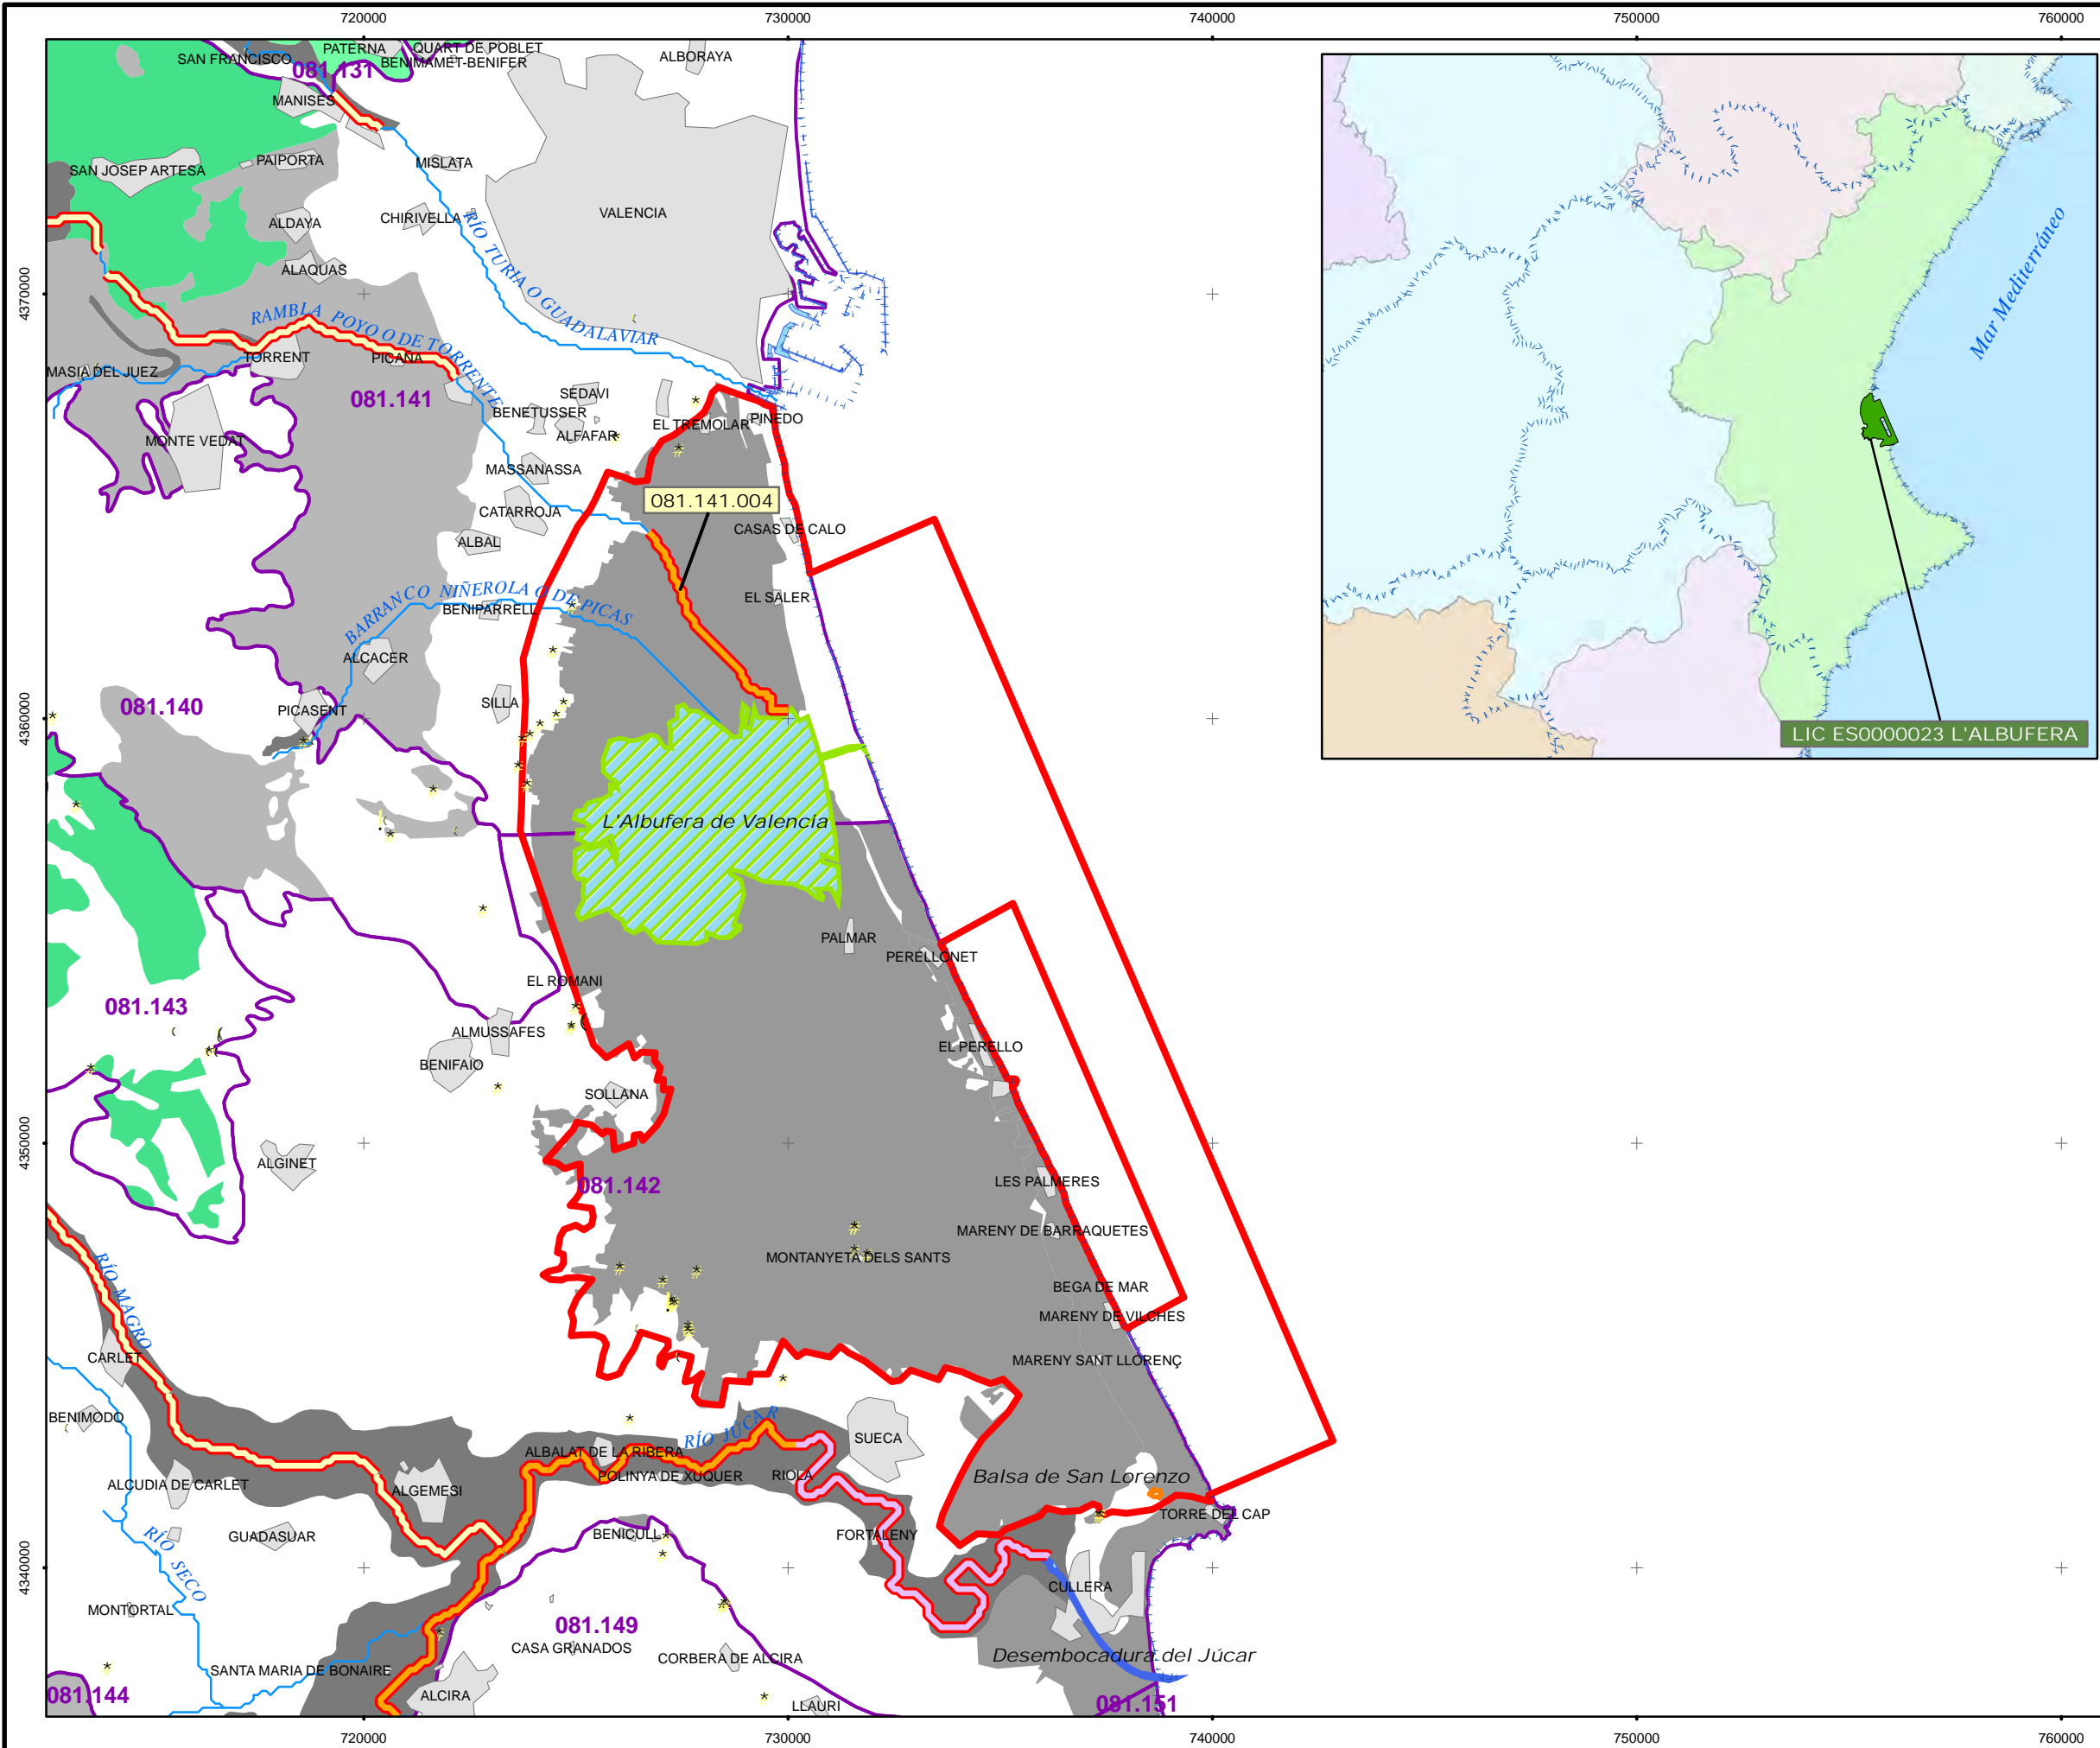 720000
730000
740000
750000
760000
PATERNA
QUART DE POBLET
SAN FRANCISCO
BENIMAMET-BENIFER
ALBORAYA
081.131
MANISES
SAN JOSEP ARTESA
PAIPORTA
MISLATA
ALDAYA
CHIRIVELLA
VALENCIA
RÍO TURIA O GUADALAVIAR
ALAQUAS
4370000
RAMBLA POYO O DE TORRENTE
TORRENT
PICAÑA
MASIA DEL JUEZ
081.141
SEDAVI
BENETUSSER
EL TREMOLAR
PINEDO
MONTE VEDAT
ALFAFAR
MASSANASSA
081.141.004
CATARROJA
CASAS DE CALO
ALBAL
BARRANCO NIÑEROLA O DE PICAS
BENIPARRELL
EL SALER
ALCACER
081.140
PICASENT
SILLA
4360000
L'Albufera de Valencia
PALMAR
PERELLONET
EL ROMANI
081.143
ALMUSSAFES
EL PERELLO
BENIFAIO
SOLLANA
4350000
ALGINET
081.142
LES PALMERES
MARENY DE BARRAQUETES
MONTANYETA DELS SANTS
RÍO MAGRO
BEGA DE MAR
MARENY DE VILCHES
CARLET
MARENY SANT LLORENÇ
BENIMODO
RÍO JÚCAR
SUECA
ALBALAT DE LA RIBERA
POLINYA DE XUQUER
RIOLA
Balsa de San Lorenzo
ALCUDIA DE CARLET
ALGEMESI
TORRE DEL CAP
GUADASUAR
BENICULL
FORTALENY
RÍO SECO
4340000
CULLERA
MONTORTAL
081.149
CASA GRANADOS
CORBERA DE ALCIRA
Desembocadura del Júcar
SANTA MARIA DE BONAIRE
081.144
ALCIRA
LLAURI
081.151
720000
730000
740000
750000
760000
Mar Mediterráneo
LIC ES0000023 L'ALBUFERA